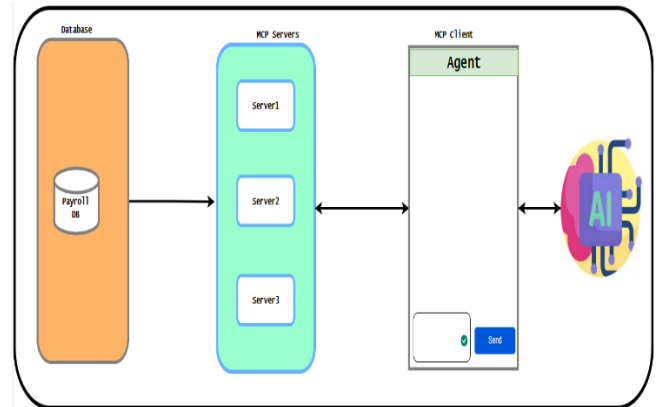 Database
MCP Servers
MCP Client
Agent
Server1
Payroll
DB
Server2
AI
Server3
Send